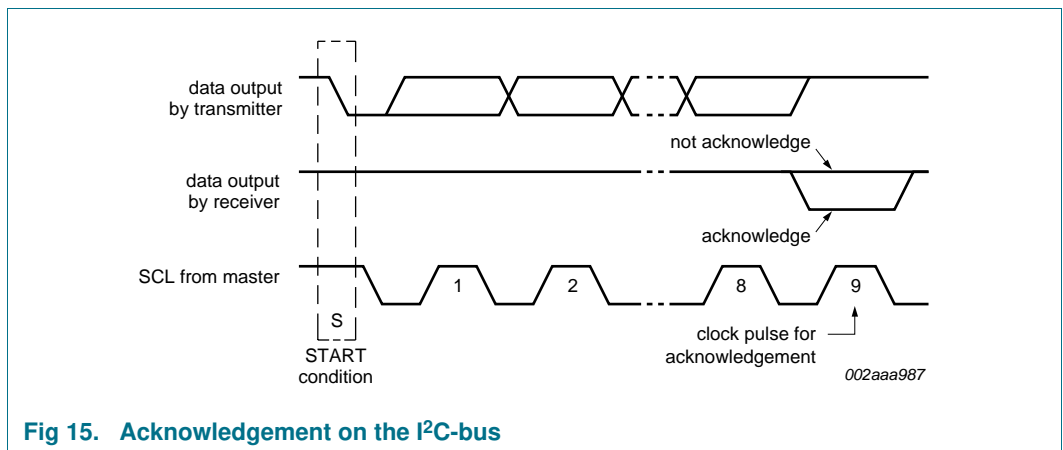 data output
by transmitter
not acknowledge
data output
by receiver
acknowledge
SCL from master
1
2
8
9
S
START
condition
clock pulse for
acknowledgement
002aaa987
Fig 15. Acknowledgement on the I²C-bus